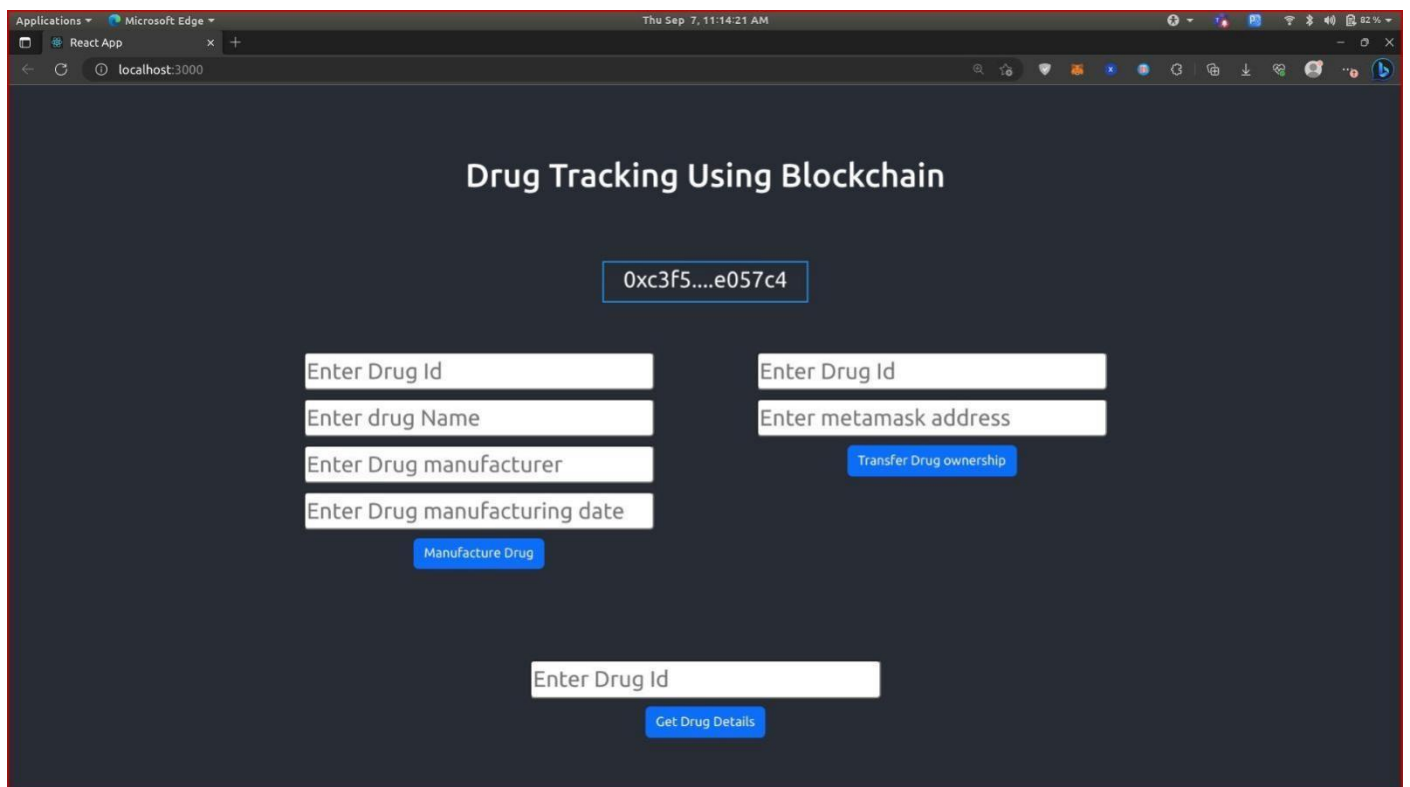 Applications Microsoft Edge Thu Sep 7, 11:14:21 AM 82 %
React App
localhost:3000
Drug Tracking Using Blockchain
0xc3f5....e057c4
Enter Drug Id
Enter drug Name
Enter Drug manufacturer
Enter Drug manufacturing date
Manufacture Drug
Enter Drug Id
Enter metamask address
Transfer Drug ownership
Enter Drug Id
Get Drug Details